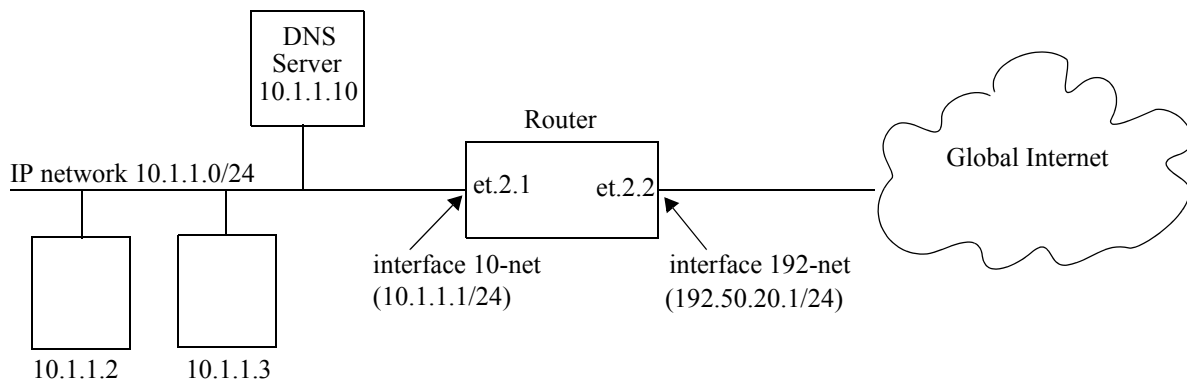 DNS
Server
10.1.1.10
Router
Global Internet
IP network 10.1.1.0/24
et.2.1
et.2.2
interface 10-net
(10.1.1.1/24)
interface 192-net
(192.50.20.1/24)
10.1.1.2
10.1.1.3